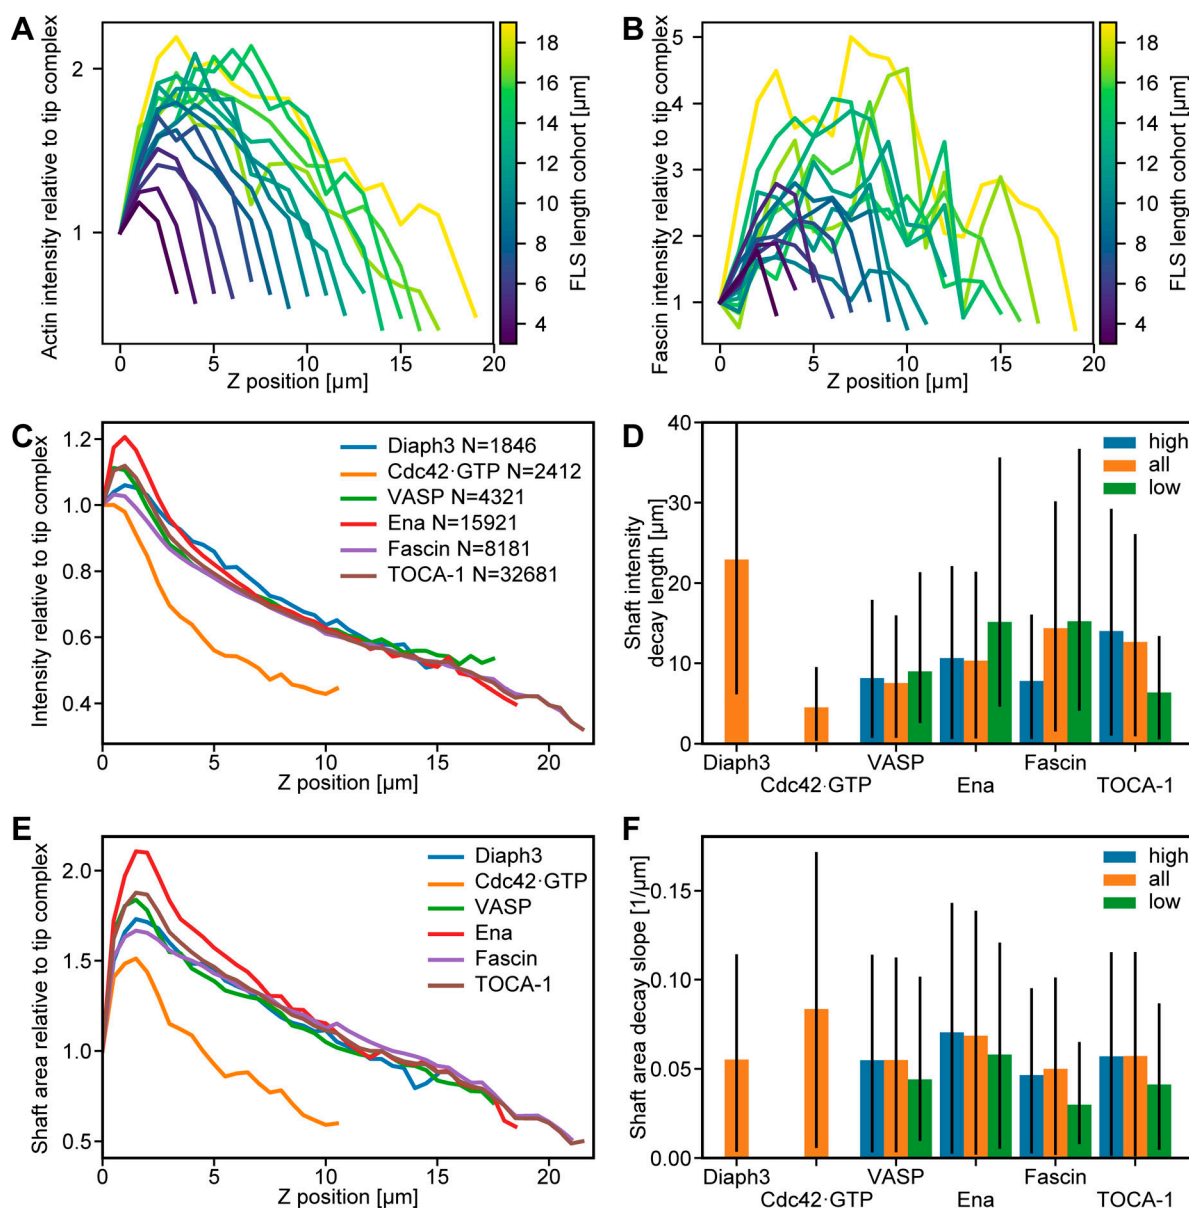 A
Actin intensity relative to tip complex
2
1
0
5
10
15
20
Z position [µm]
18
16
14
12
10
8
6
4
FLS length cohort [µm]
B
Fascin intensity relative to tip complex
5
4
3
2
1
0
5
10
15
20
Z position [µm]
18
16
14
12
10
8
6
4
FLS length cohort [µm]
C
Intensity relative to tip complex
1.2
1.0
0.8
0.6
0.4
0
5
10
15
20
Z position [µm]
Diaph3 N=1846
Cdc42·GTP N=2412
VASP N=4321
Ena N=15921
Fascin N=8181
TOCA-1 N=32681
D
Shaft intensity
decay length [µm]
40
30
20
10
0
high
all
low
Diaph3
Cdc42·GTP
VASP
Ena
Fascin
TOCA-1
E
Shaft area relative to tip complex
2.0
1.5
1.0
0.5
0
5
10
15
20
Z position [µm]
Diaph3
Cdc42·GTP
VASP
Ena
Fascin
TOCA-1
F
Shaft area decay slope [1/µm]
0.15
0.10
0.05
0.00
high
all
low
Diaph3
Cdc42·GTP
VASP
Ena
Fascin
TOCA-1